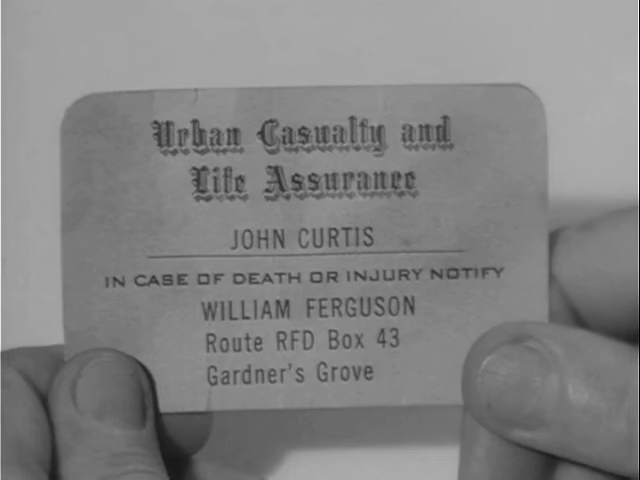 Urban Casualty and
Life Assurance
JOHN CURTIS
IN CASE OF DEATH OR INJURY NOTIFY
WILLIAM FERGUSON
Route RFD Box 43
Gardner's Grove